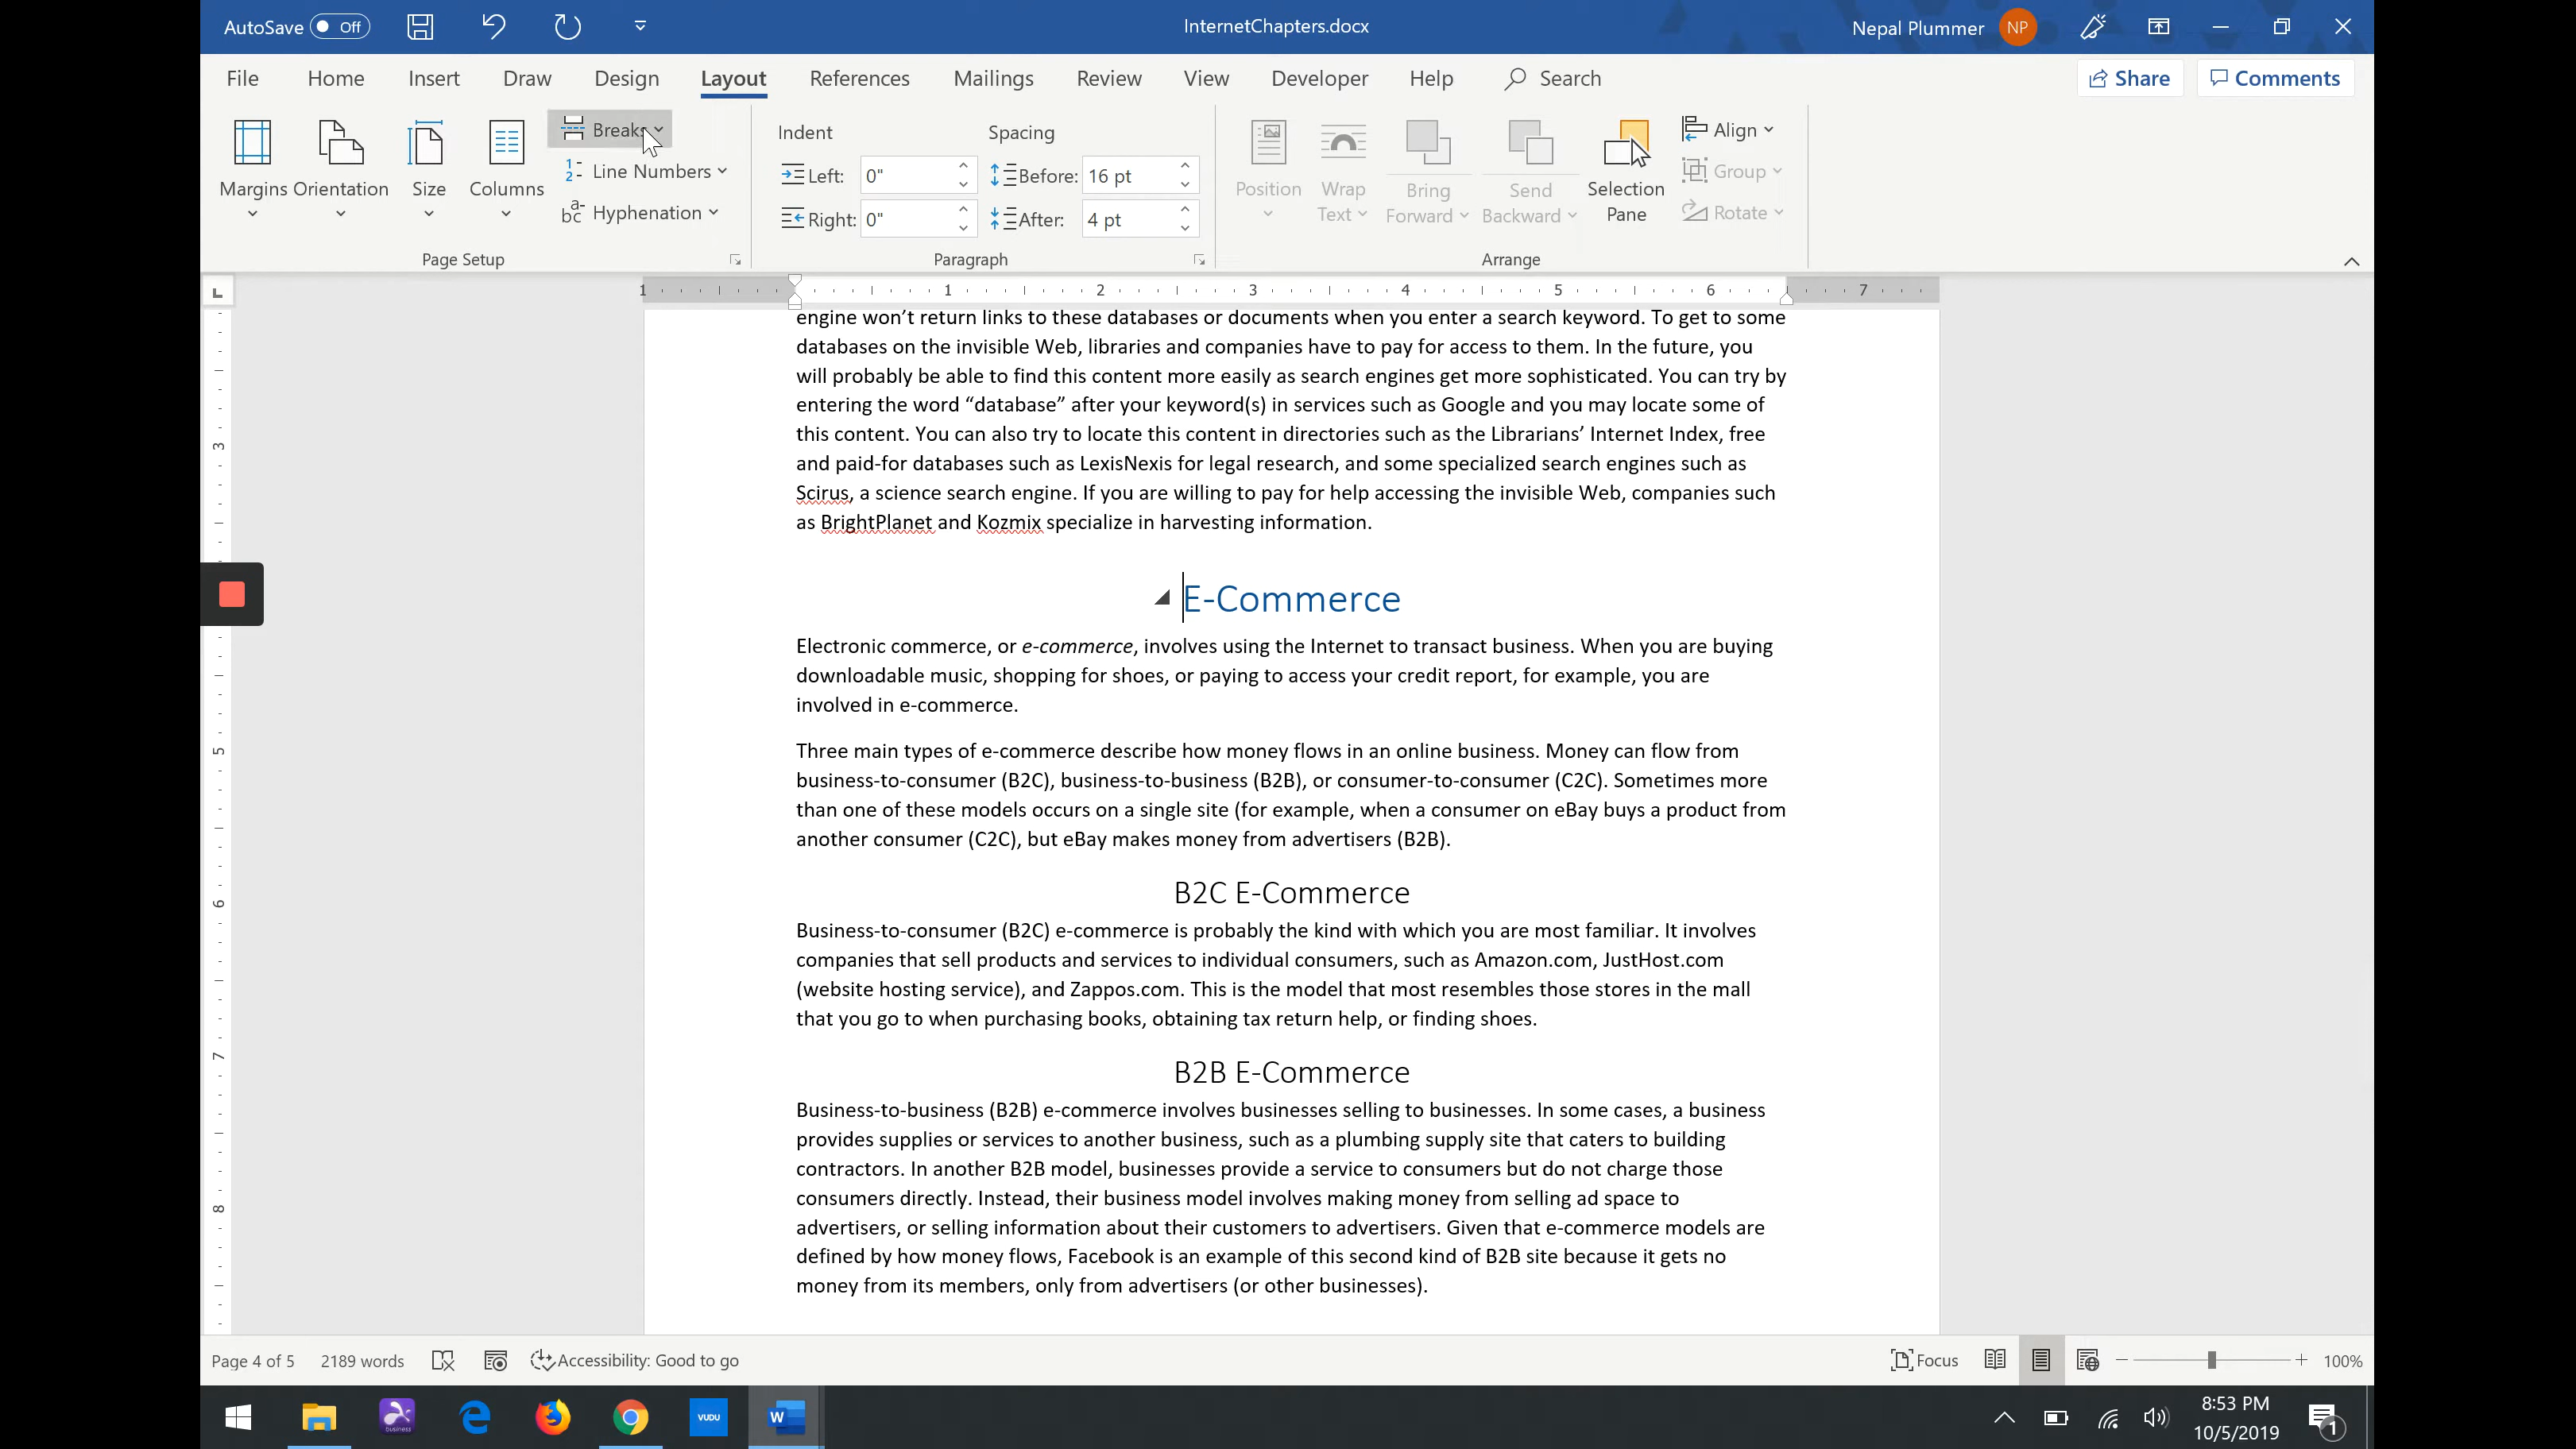 AutoSave Off InternetChapters.docx Nepal Plummer NP
File Home Insert Draw Design Layout References Mailings Review View Developer Help Search Share Comments
Margins Orientation Size Columns
Breaks
Line Numbers
Hyphenation
Page Setup
Indent Spacing
Left: 0" Before: 16 pt
Right: 0" After: 4 pt
Paragraph
Position Wrap Text Bring Forward Send Backward Selection Pane
Align
Group
Rotate
Arrange
L 1 1 2 3 4 5 6 7
3
5
6
7
8
engine won’t return links to these databases or documents when you enter a search keyword. To get to some
databases on the invisible Web, libraries and companies have to pay for access to them. In the future, you
will probably be able to find this content more easily as search engines get more sophisticated. You can try by
entering the word “database” after your keyword(s) in services such as Google and you may locate some of
this content. You can also try to locate this content in directories such as the Librarians’ Internet Index, free
and paid-for databases such as LexisNexis for legal research, and some specialized search engines such as
Scirus, a science search engine. If you are willing to pay for help accessing the invisible Web, companies such
as BrightPlanet and Kozmix specialize in harvesting information.
E-Commerce
Electronic commerce, or e-commerce, involves using the Internet to transact business. When you are buying
downloadable music, shopping for shoes, or paying to access your credit report, for example, you are
involved in e-commerce.
Three main types of e-commerce describe how money flows in an online business. Money can flow from
business-to-consumer (B2C), business-to-business (B2B), or consumer-to-consumer (C2C). Sometimes more
than one of these models occurs on a single site (for example, when a consumer on eBay buys a product from
another consumer (C2C), but eBay makes money from advertisers (B2B).
B2C E-Commerce
Business-to-consumer (B2C) e-commerce is probably the kind with which you are most familiar. It involves
companies that sell products and services to individual consumers, such as Amazon.com, JustHost.com
(website hosting service), and Zappos.com. This is the model that most resembles those stores in the mall
that you go to when purchasing books, obtaining tax return help, or finding shoes.
B2B E-Commerce
Business-to-business (B2B) e-commerce involves businesses selling to businesses. In some cases, a business
provides supplies or services to another business, such as a plumbing supply site that caters to building
contractors. In another B2B model, businesses provide a service to consumers but do not charge those
consumers directly. Instead, their business model involves making money from selling ad space to
advertisers, or selling information about their customers to advertisers. Given that e-commerce models are
defined by how money flows, Facebook is an example of this second kind of B2B site because it gets no
money from its members, only from advertisers (or other businesses).
Page 4 of 5 2189 words Accessibility: Good to go Focus 100%
business VUDU W 8:53 PM
10/5/2019 1